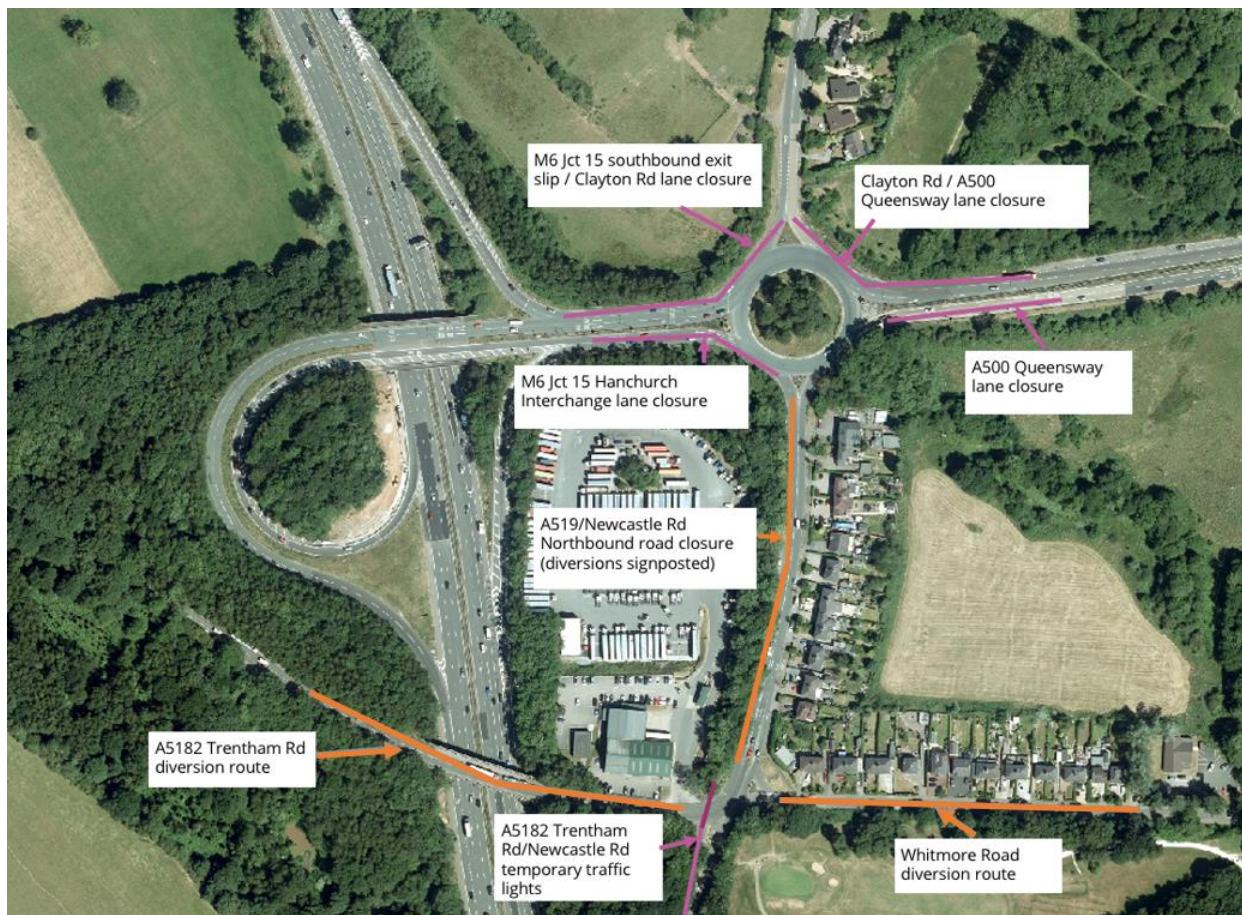 M6 Jct 15 southbound exit
slip / Clayton Rd lane closure
Clayton Rd / A500
Queensway lane closure
A500 Queensway
lane closure
M6 Jct 15 Hanchurch
Interchange lane closure
A519/Newcastle Rd
Northbound road closure
(diversions signposted)
A5182 Trentham Rd
diversion route
A5182 Trentham
Rd/Newcastle Rd
temporary traffic
lights
Whitmore Road
diversion route